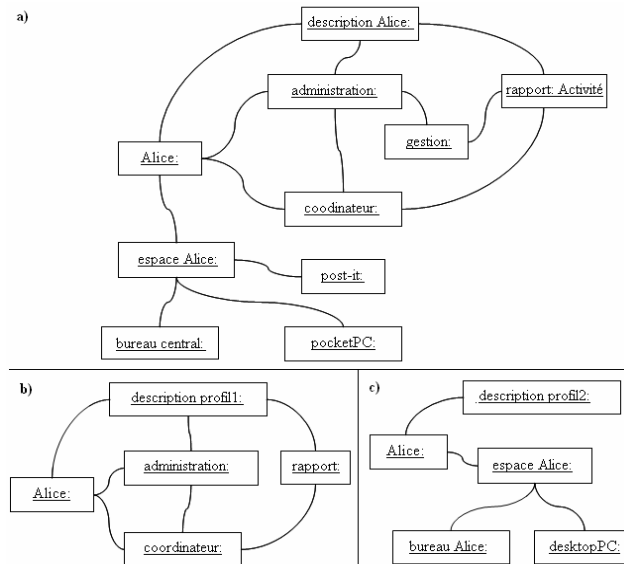 a)
description Alice:
administration:
rapport: Activité
gestion:
Alice:
coodinateur:
espace Alice:
post-it:
bureau central:
pocketPC:
b)
description profil1:
administration:
rapport:
Alice:
coordinateur:
c)
description profil2:
Alice:
espace Alice:
bureau Alice:
desktopPC: